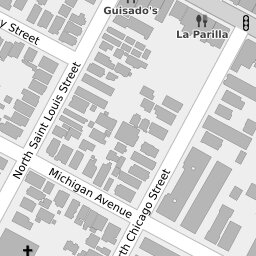 Guisado's
La Parilla
y Street
North Saint Louis Street
Michigan Avenue
rth Chicago Street